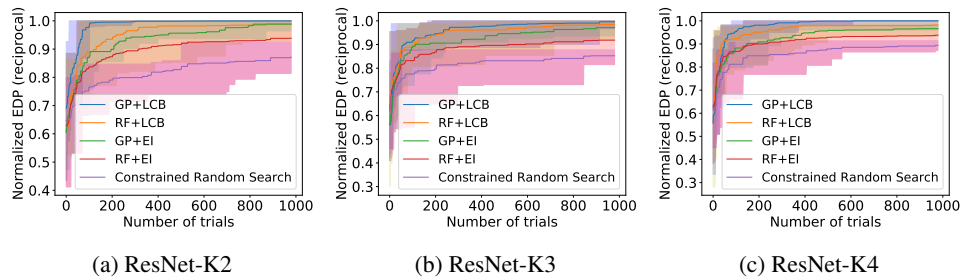 Normalized EDP (reciprocal)
1.0
0.9
0.8
0.7
0.6
0.5
0.4
GP+LCB
RF+LCB
GP+EI
RF+EI
Constrained Random Search
0 200 400 600 800 1000
Number of trials
(a) ResNet-K2
Normalized EDP (reciprocal)
1.0
0.9
0.8
0.7
0.6
0.5
0.4
0.3
GP+LCB
RF+LCB
GP+EI
RF+EI
Constrained Random Search
0 200 400 600 800 1000
Number of trials
(b) ResNet-K3
Normalized EDP (reciprocal)
1.0
0.9
0.8
0.7
0.6
0.5
0.4
0.3
GP+LCB
RF+LCB
GP+EI
RF+EI
Constrained Random Search
0 200 400 600 800 1000
Number of trials
(c) ResNet-K4